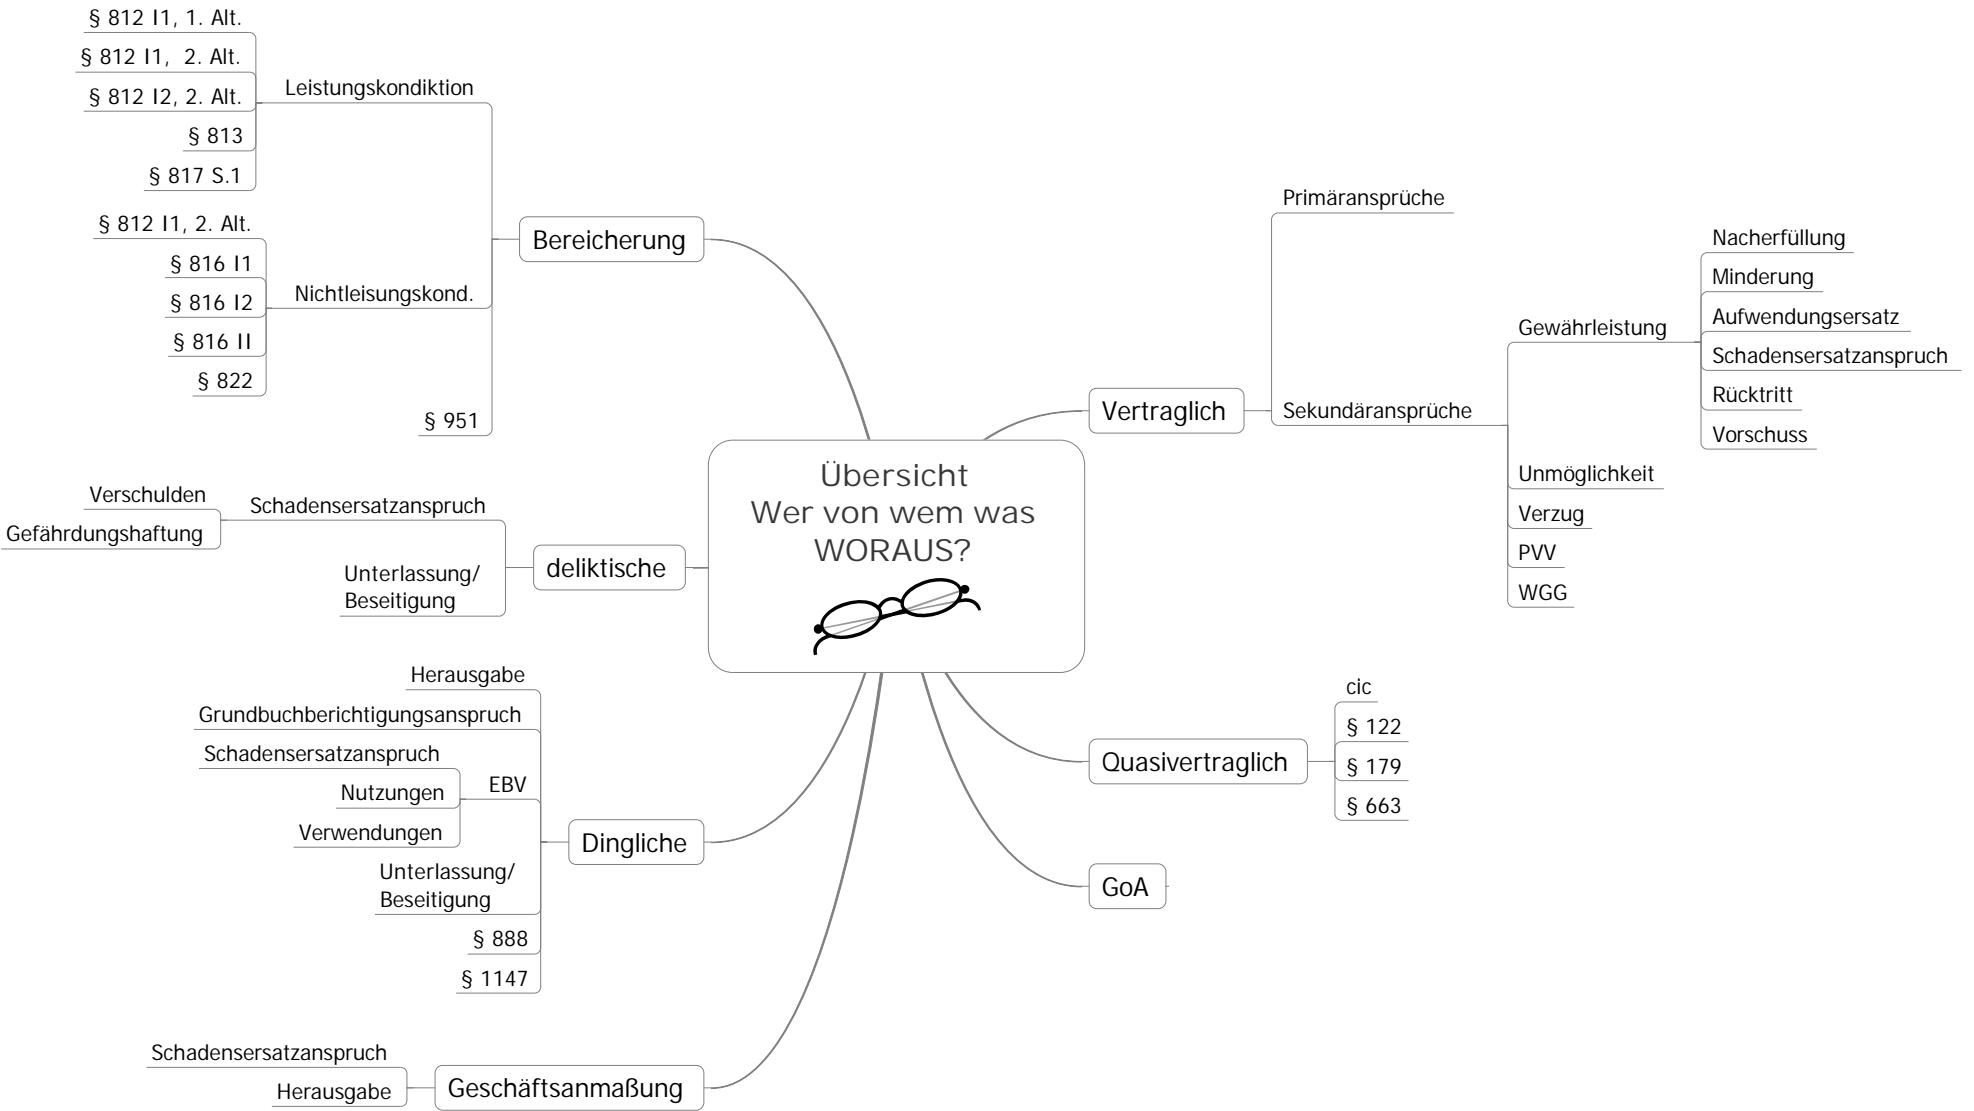 Übersicht
Wer von wem was
WORAUS?
Vertraglich
Primäransprüche
Sekundäransprüche
Gewährleistung
Nacherfüllung
Minderung
Aufwendungsersatz
Schadensersatzanspruch
Rücktritt
Vorschuss
Unmöglichkeit
Verzug
PVV
WGG
Quasivertraglich
cic
§ 122
§ 179
§ 663
GoA
Bereicherung
Leistungskondiktion
§ 812 I1, 1. Alt.
§ 812 I1,  2. Alt.
§ 812 I2, 2. Alt.
§ 813
§ 817 S.1
Nichtleisungskond.
§ 812 I1, 2. Alt.
§ 816 I1
§ 816 I2
§ 816 II
§ 822
§ 951
deliktische
Schadensersatzanspruch
Verschulden
Gefährdungshaftung
Unterlassung/
Beseitigung
Dingliche
Herausgabe
Grundbuchberichtigungsanspruch
EBV
Schadensersatzanspruch
Nutzungen
Verwendungen
Unterlassung/
Beseitigung
§ 888
§ 1147
Geschäftsanmaßung
Schadensersatzanspruch
Herausgabe